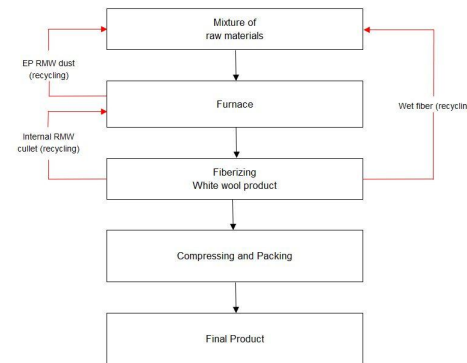 Mixture of
raw materials
EP RMW dust
(recycling)
Furnace
Wet fiber (recyclin
Internal RMW
cullet (recycling)
Fiberizing
White wool product
Compressing and Packing
Final Product